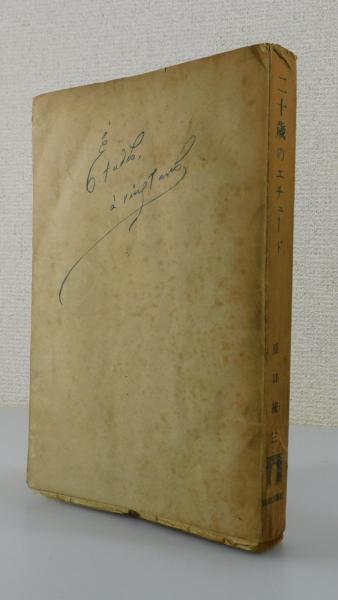 Études,
à vingt ans
二十歳のエチュード
原口統三